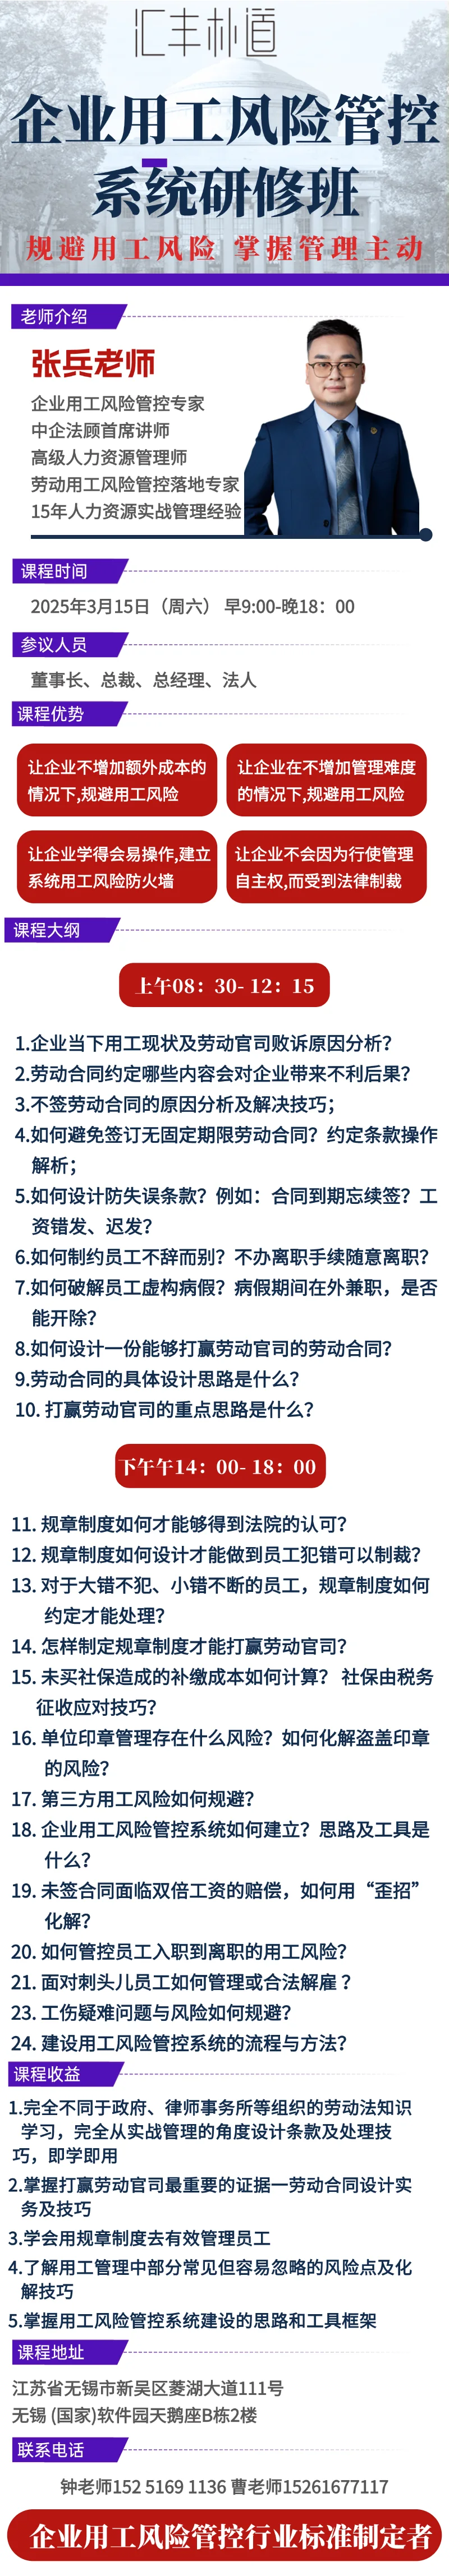 汇丰朴道
企业用工风险管控
系统研修班
规避用工风险 掌握管理主动
老师介绍
张兵老师
企业用工风险管控专家
中企法顾首席讲师
高级人力资源管理师
劳动用工风险管控落地专家
15年人力资源实战管理经验
课程时间
2025年3月15日（周六） 早9:00-晚18：00
参议人员
董事长、总裁、总经理、法人
课程优势
让企业不增加额外成本的
情况下,规避用工风险
让企业在不增加管理难度
的情况下,规避用工风险
让企业学得会易操作,建立
系统用工风险防火墙
让企业不会因为行使管理
自主权,而受到法律制裁
课程大纲
上午08：30- 12：15
1.企业当下用工现状及劳动官司败诉原因分析？
2.劳动合同约定哪些内容会对企业带来不利后果？
3.不签劳动合同的原因分析及解决技巧；
4.如何避免签订无固定期限劳动合同？约定条款操作
解析；
5.如何设计防失误条款？例如：合同到期忘续签？工
资错发、迟发？
6.如何制约员工不辞而别？不办离职手续随意离职？
7.如何破解员工虚构病假？病假期间在外兼职，是否
能开除？
8.如何设计一份能够打赢劳动官司的劳动合同？
9.劳动合同的具体设计思路是什么？
10. 打赢劳动官司的重点思路是什么？
下午午14：00- 18：00
11. 规章制度如何才能够得到法院的认可？
12. 规章制度如何设计才能做到员工犯错可以制裁？
13. 对于大错不犯、小错不断的员工，规章制度如何
约定才能处理？
14. 怎样制定规章制度才能打赢劳动官司？
15. 未买社保造成的补缴成本如何计算？ 社保由税务
征收应对技巧？
16. 单位印章管理存在什么风险？如何化解盗盖印章
的风险？
17. 第三方用工风险如何规避？
18. 企业用工风险管控系统如何建立？思路及工具是
什么？
19. 未签合同面临双倍工资的赔偿，如何用“歪招”
化解？
20. 如何管控员工入职到离职的用工风险？
21. 面对刺头儿员工如何管理或合法解雇 ？
23. 工伤疑难问题与风险如何规避？
24. 建设用工风险管控系统的流程与方法？
课程收益
1.完全不同于政府、律师事务所等组织的劳动法知识
学习，完全从实战管理的角度设计条款及处理技
巧，即学即用
2.掌握打赢劳动官司最重要的证据一劳动合同设计实
务及技巧
3.学会用规章制度去有效管理员工
4.了解用工管理中部分常见但容易忽略的风险点及化
解技巧
5.掌握用工风险管控系统建设的思路和工具框架
课程地址
江苏省无锡市新吴区菱湖大道111号
无锡 (国家)软件园天鹅座B栋2楼
联系电话
钟老师152 5169 1136 曹老师15261677117
企业用工风险管控行业标准制定者